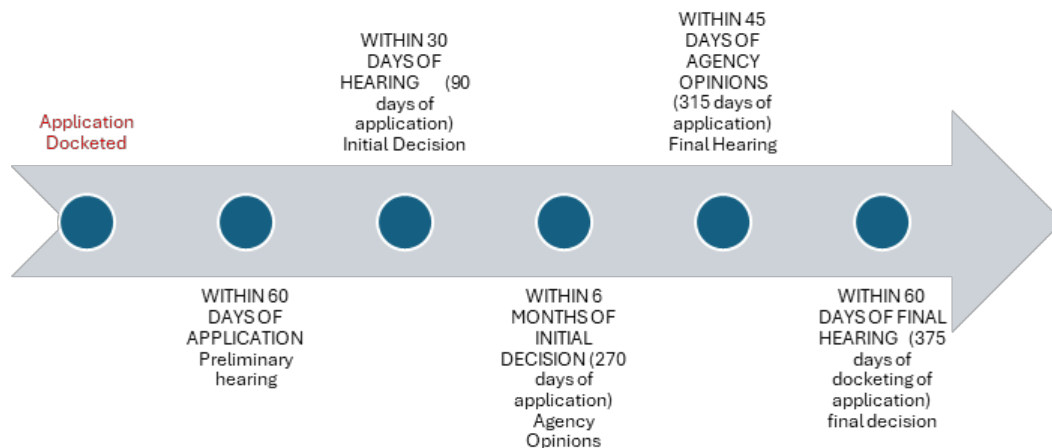 Application
Docketed
WITHIN 60
DAYS OF
APPLICATION
Preliminary
hearing
WITHIN 30
DAYS OF
HEARING (90
days of
application)
Initial Decision
WITHIN 6
MONTHS OF
INITIAL
DECISION (270
days of
application)
Agency
Opinions
WITHIN 45
DAYS OF
AGENCY
OPINIONS
(315 days of
application)
Final Hearing
WITHIN 60
DAYS OF FINAL
HEARING (375
days of
docketing of
application)
final decision